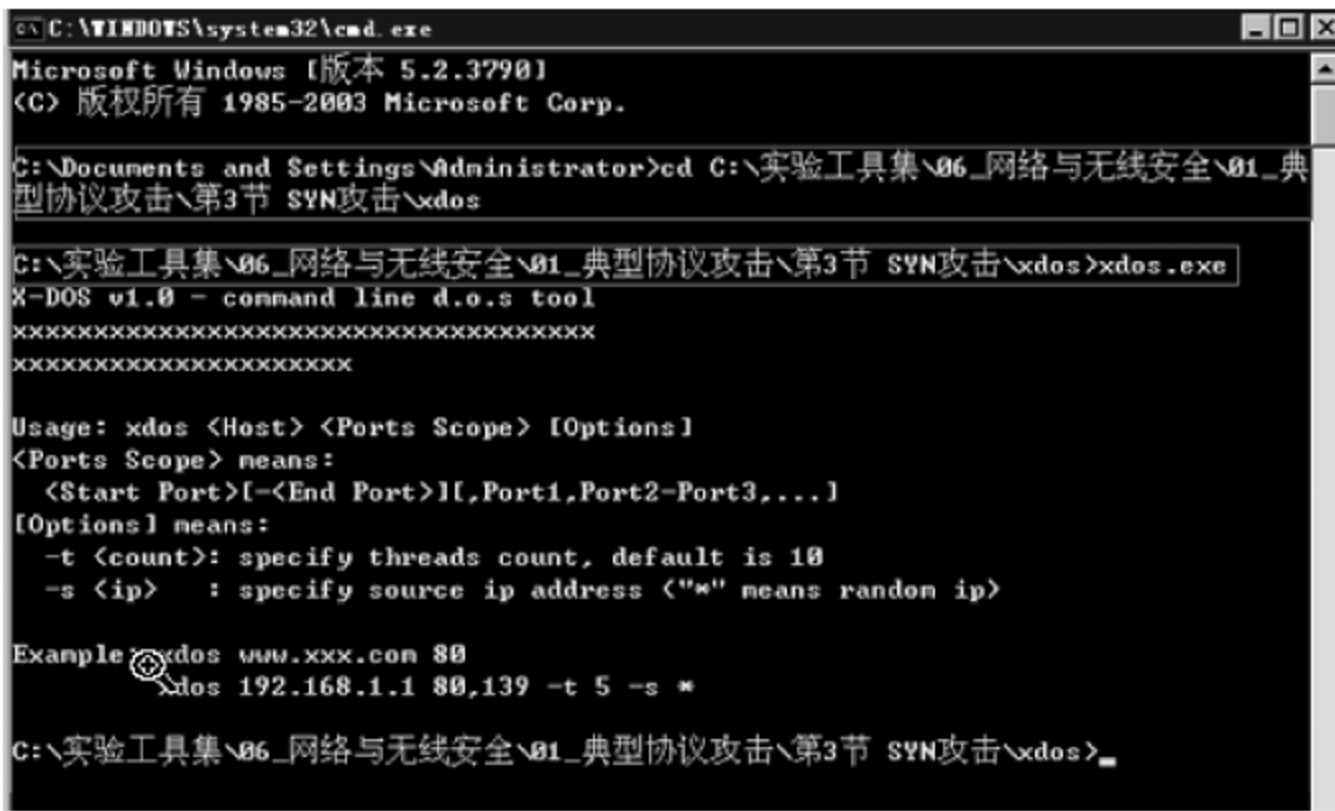 C:\WINDOWS\system32\cmd.exe
Microsoft Windows [版本 5.2.3790]
(C) 版权所有 1985-2003 Microsoft Corp.
C:\Documents and Settings\Administrator>cd C:\实验工具集\06_网络与无线安全\01_典
型协议攻击\第3节 SYN攻击\xdos
C:\实验工具集\06_网络与无线安全\01_典型协议攻击\第3节 SYN攻击\xdos>xdos.exe
X-DOS v1.0 - command line d.o.s tool
xxxxxxxxxxxxxxxxxxxxxxxxxxxxxxxxxxxx
xxxxxxxxxxxxxxxxxxxxx
Usage: xdos <Host> <Ports Scope> [Options]
<Ports Scope> means:
<Start Port>[-<End Port>][,Port1,Port2-Port3,....]
[Options] means:
-t <count>: specify threads count, default is 10
-s <ip>   : specify source ip address ("*" means random ip)
Example: xdos www.xxx.com 80
xdos 192.168.1.1 80,139 -t 5 -s *
C:\实验工具集\06_网络与无线安全\01_典型协议攻击\第3节 SYN攻击\xdos>_